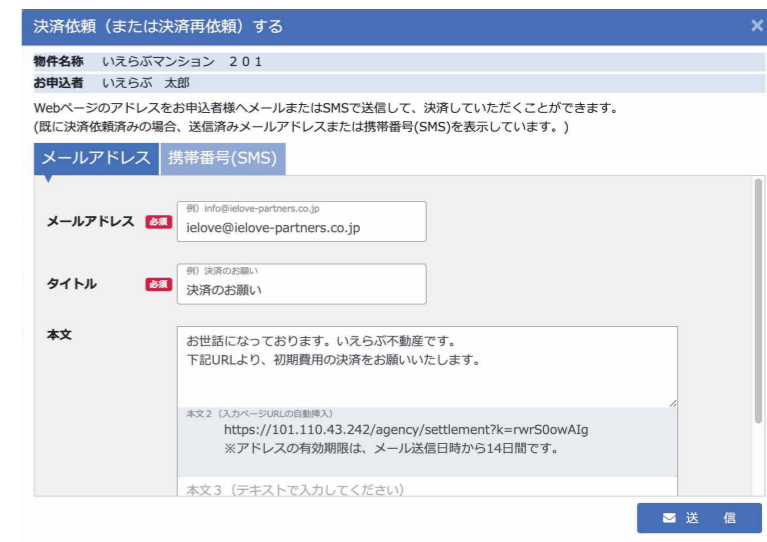 決済依頼（または決済再依頼）する ×
物件名称 いえらぶマンション ２０１
お申込者 いえらぶ 太郎
Webページのアドレスをお申込者様へメールまたはSMSで送信して、決済していただくことができます。
(既に決済依頼済みの場合、送信済みメールアドレスまたは携帯番号(SMS)を表示しています。)
メールアドレス 携帯番号(SMS)
例）info@ielove-partners.co.jp
メールアドレス 必須 ielove@ielove-partners.co.jp
例）決済のお願い
タイトル 必須 決済のお願い
本文 お世話になっております。いえらぶ不動産です。
下記URLより、初期費用の決済をお願いいたします。
本文２（入力ページURLの自動挿入）
https://101.110.43.242/agency/settlement?k=rwrS0owAIg
※アドレスの有効期限は、メール送信日時から14日間です。
本文３（テキストで入力してください）
送 信